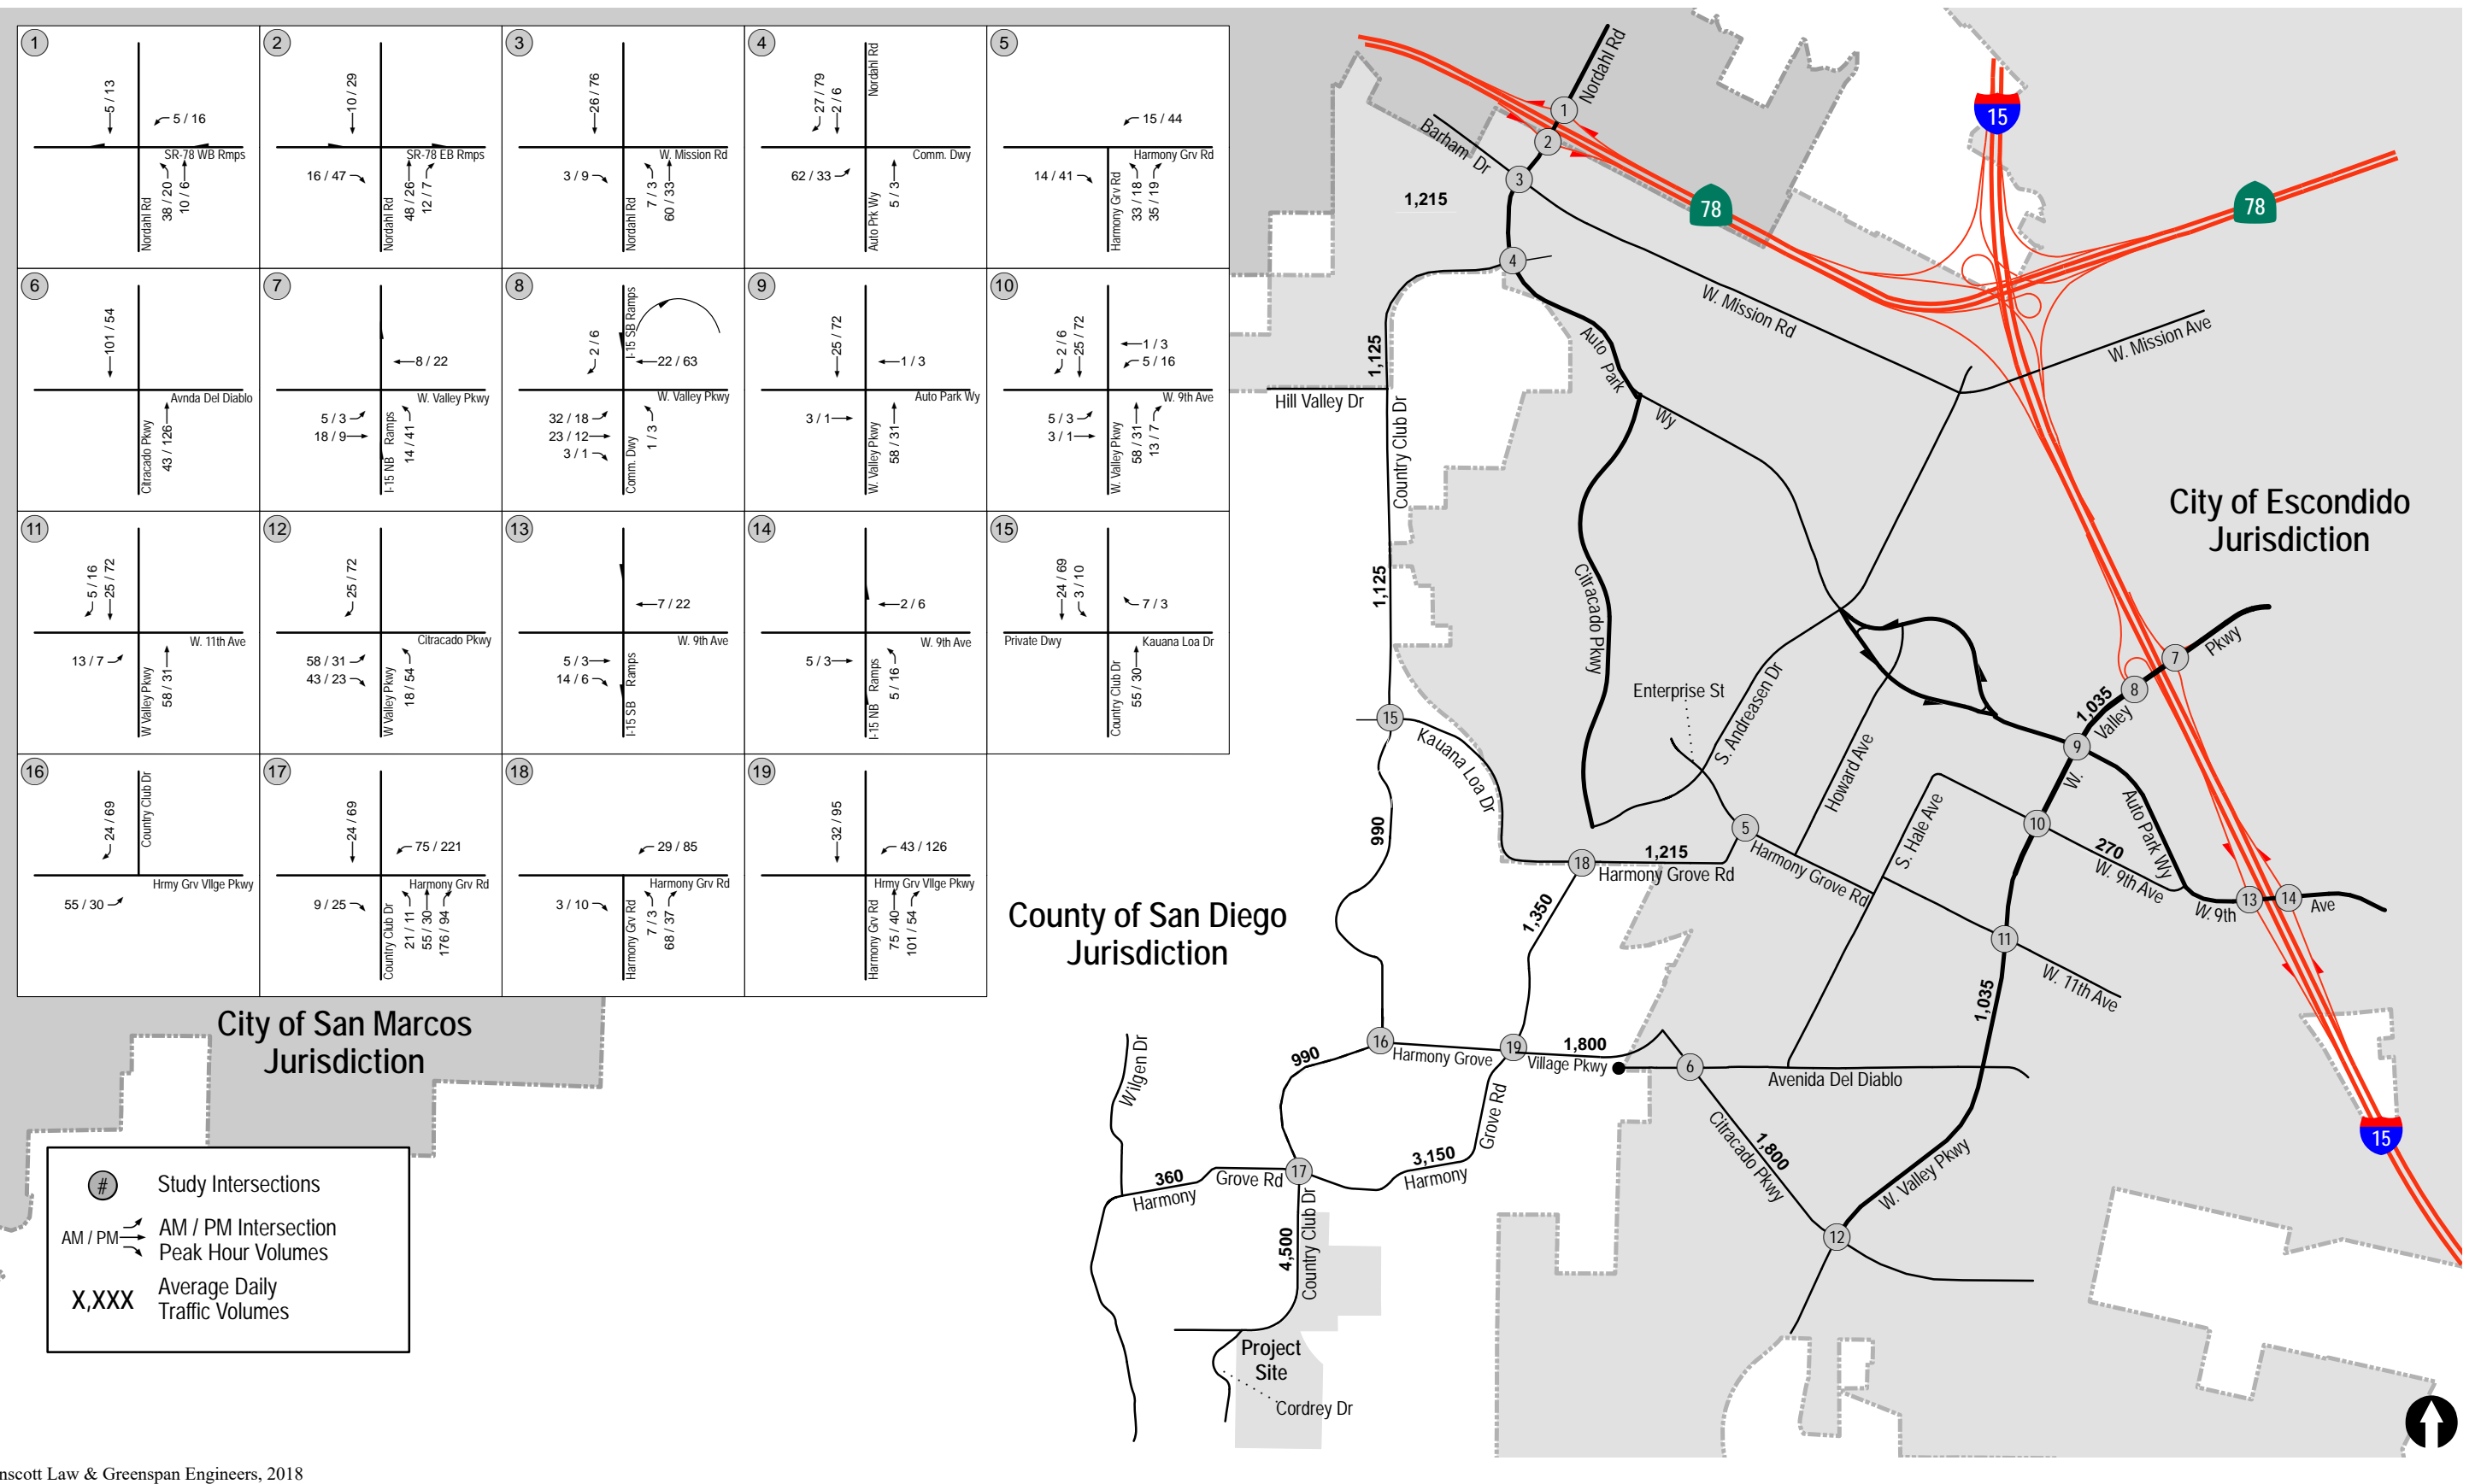 1
5 / 13
5 / 16
SR-78 WB Rmps
Nordahl Rd
38 / 20
10 / 6
2
10 / 29
SR-78 EB Rmps
16 / 47
Nordahl Rd
48 / 26
12 / 7
3
26 / 76
W. Mission Rd
3 / 9
Nordahl Rd
7 / 3
60 / 33
4
27 / 79
2 / 6
Nordahl Rd
Comm. Dwy
62 / 33
Auto Prk Wy
5 / 3
5
15 / 44
Harmony Grv Rd
14 / 41
Harmony Grv Rd
33 / 18
35 / 19
6
101 / 54
Avnda Del Diablo
Citracado Pkwy
43 / 126
7
8 / 22
W. Valley Pkwy
5 / 3
18 / 9
I-15 NB Ramps
14 / 41
8
2 / 6
I-15 SB Ramps
22 / 63
W. Valley Pkwy
32 / 18
23 / 12
3 / 1
Comm. Dwy
1 / 3
9
25 / 72
1 / 3
Auto Park Wy
3 / 1
W. Valley Pkwy
58 / 31
10
2 / 6
25 / 72
1 / 3
5 / 16
W. 9th Ave
5 / 3
3 / 1
W. Valley Pkwy
58 / 31
13 / 7
11
5 / 16
25 / 72
W. 11th Ave
13 / 7
W Valley Pkwy
58 / 31
12
25 / 72
Citracado Pkwy
58 / 31
43 / 23
W Valley Pkwy
18 / 54
13
7 / 22
W. 9th Ave
5 / 3
14 / 6
I-15 SB Ramps
14
2 / 6
W. 9th Ave
5 / 3
I-15 NB Ramps
5 / 16
15
24 / 69
3 / 10
7 / 3
Private Dwy
Kauana Loa Dr
Country Club Dr
55 / 30
16
24 / 69
Country Club Dr
Hrmy Grv Vllge Pkwy
55 / 30
17
24 / 69
75 / 221
Harmony Grv Rd
9 / 25
Country Club Dr
21 / 11
55 / 30
176 / 94
18
29 / 85
Harmony Grv Rd
3 / 10
Harmony Grv Rd
7 / 3
68 / 37
19
32 / 95
43 / 126
Hrmy Grv Vllge Pkwy
Harmony Grv Rd
75 / 40
101 / 54
Nordahl Rd
1
2
3
Barham Dr
1,215
78
78
15
4
W. Mission Rd
W. Mission Ave
Auto Park Wy
1,125
Hill Valley Dr
Country Club Dr
City of Escondido
Jurisdiction
1,125
Citracado Pkwy
Enterprise St
S. Andreasen Dr
Howard Ave
7
Pkwy
8
1,035
Valley
9
W.
15
Kauana Loa Dr
990
5
10
S. Hale Ave
Auto Park Wy
270
W. 9th Ave
18
1,215
Harmony Grove Rd
Harmony Grove Rd
13
14
W. 9th
Ave
County of San Diego
Jurisdiction
1,350
11
W. 11th Ave
1,035
City of San Marcos
Jurisdiction
Wilgen Dr
990
16
Harmony Grove
19
1,800
Village Pkwy
6
Avenida Del Diablo
Grove Rd
Citracado Pkwy
1,800
15
3,150
Harmony
17
360
Grove Rd
Harmony
W. Valley Pkwy
12
4,500
Country Club Dr
Project
Site
Cordrey Dr
#
Study Intersections
AM / PM
AM / PM Intersection
Peak Hour Volumes
X,XXX
Average Daily
Traffic Volumes
nscott Law & Greenspan Engineers, 2018